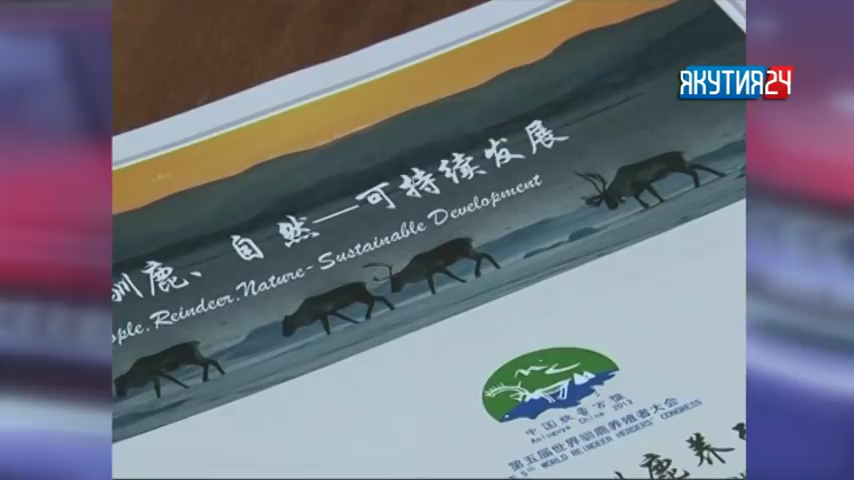 ЯКУТИЯ24
驯鹿、自然—可持续发展
Reindeer.Nature-Sustainable Development
中国敖鲁古雅
Aoluguya China 2013
第五届世界驯鹿养殖者大会
5th WORLD REINDEER HERDERS' CONGRESS
鹿养